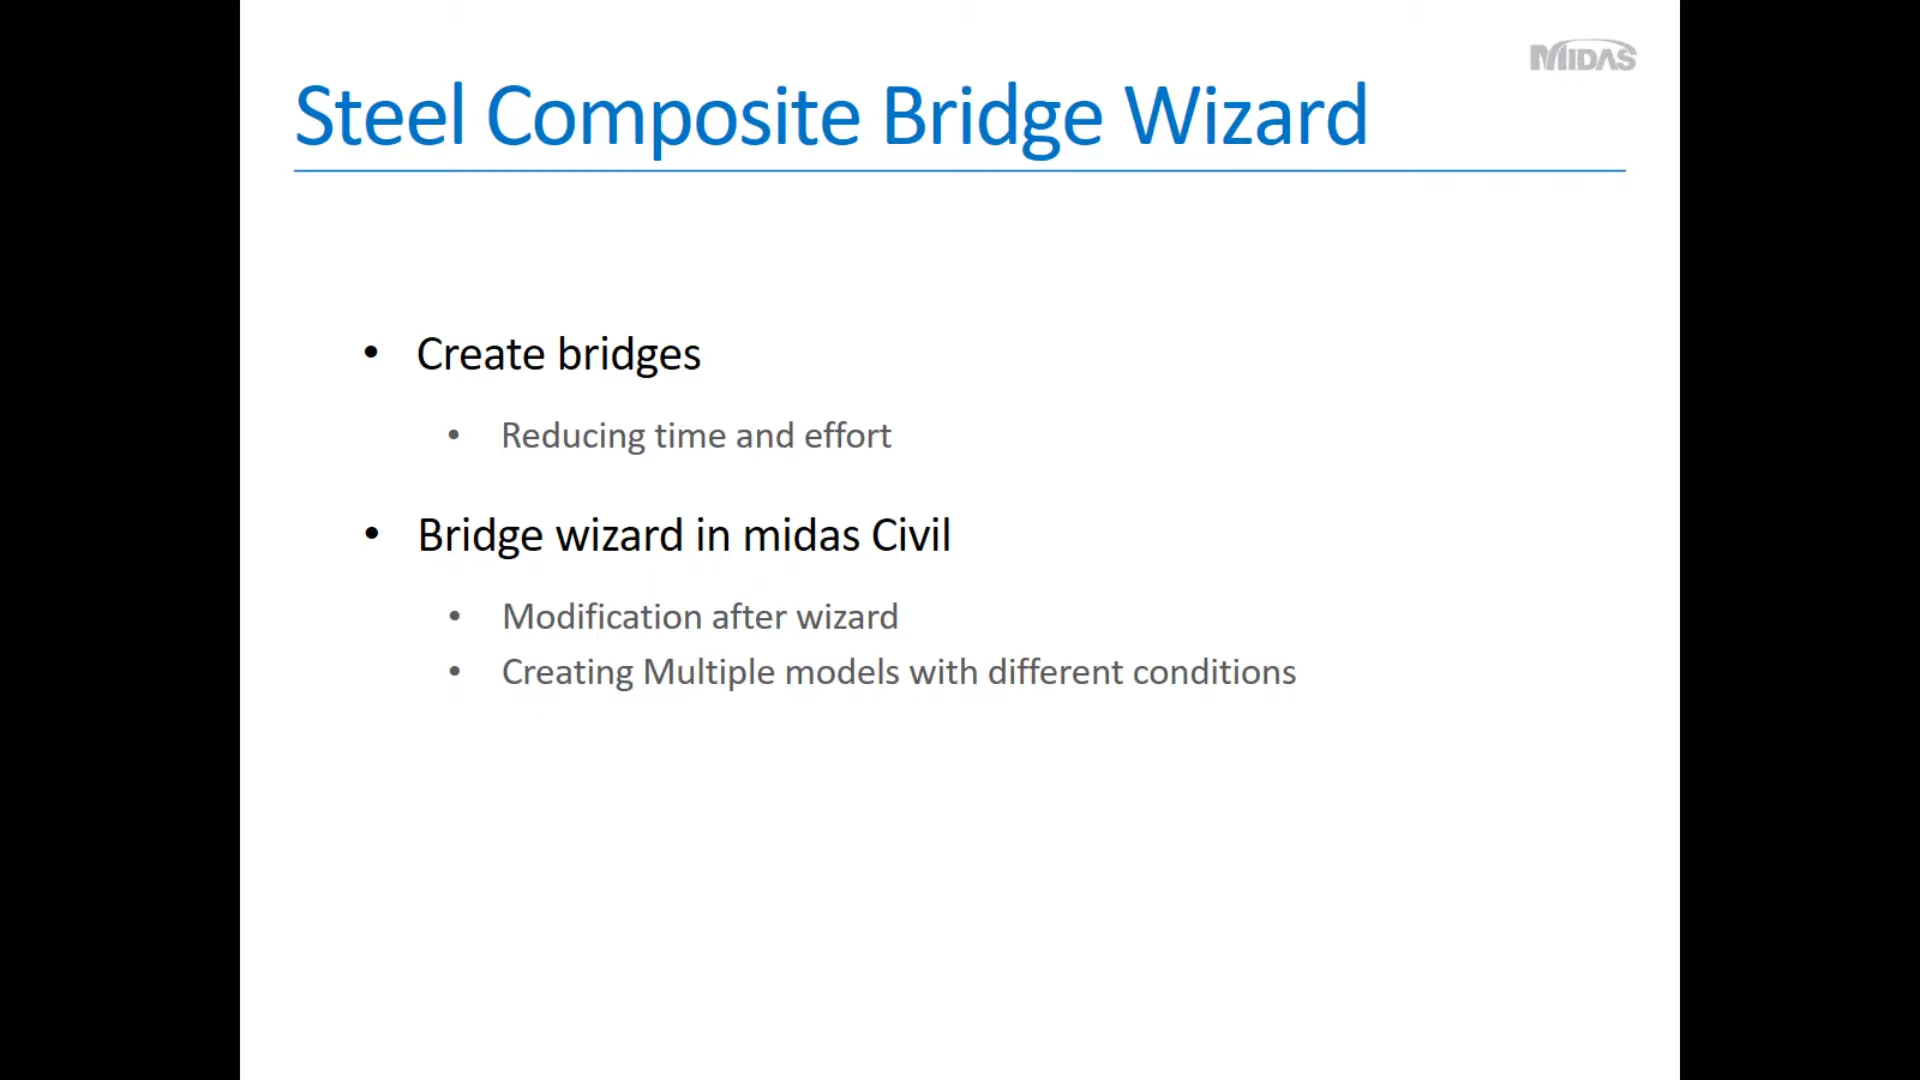 MIDAS
Steel Composite Bridge Wizard
• Create bridges
• Reducing time and effort
• Bridge wizard in midas Civil
• Modification after wizard
• Creating Multiple models with different conditions